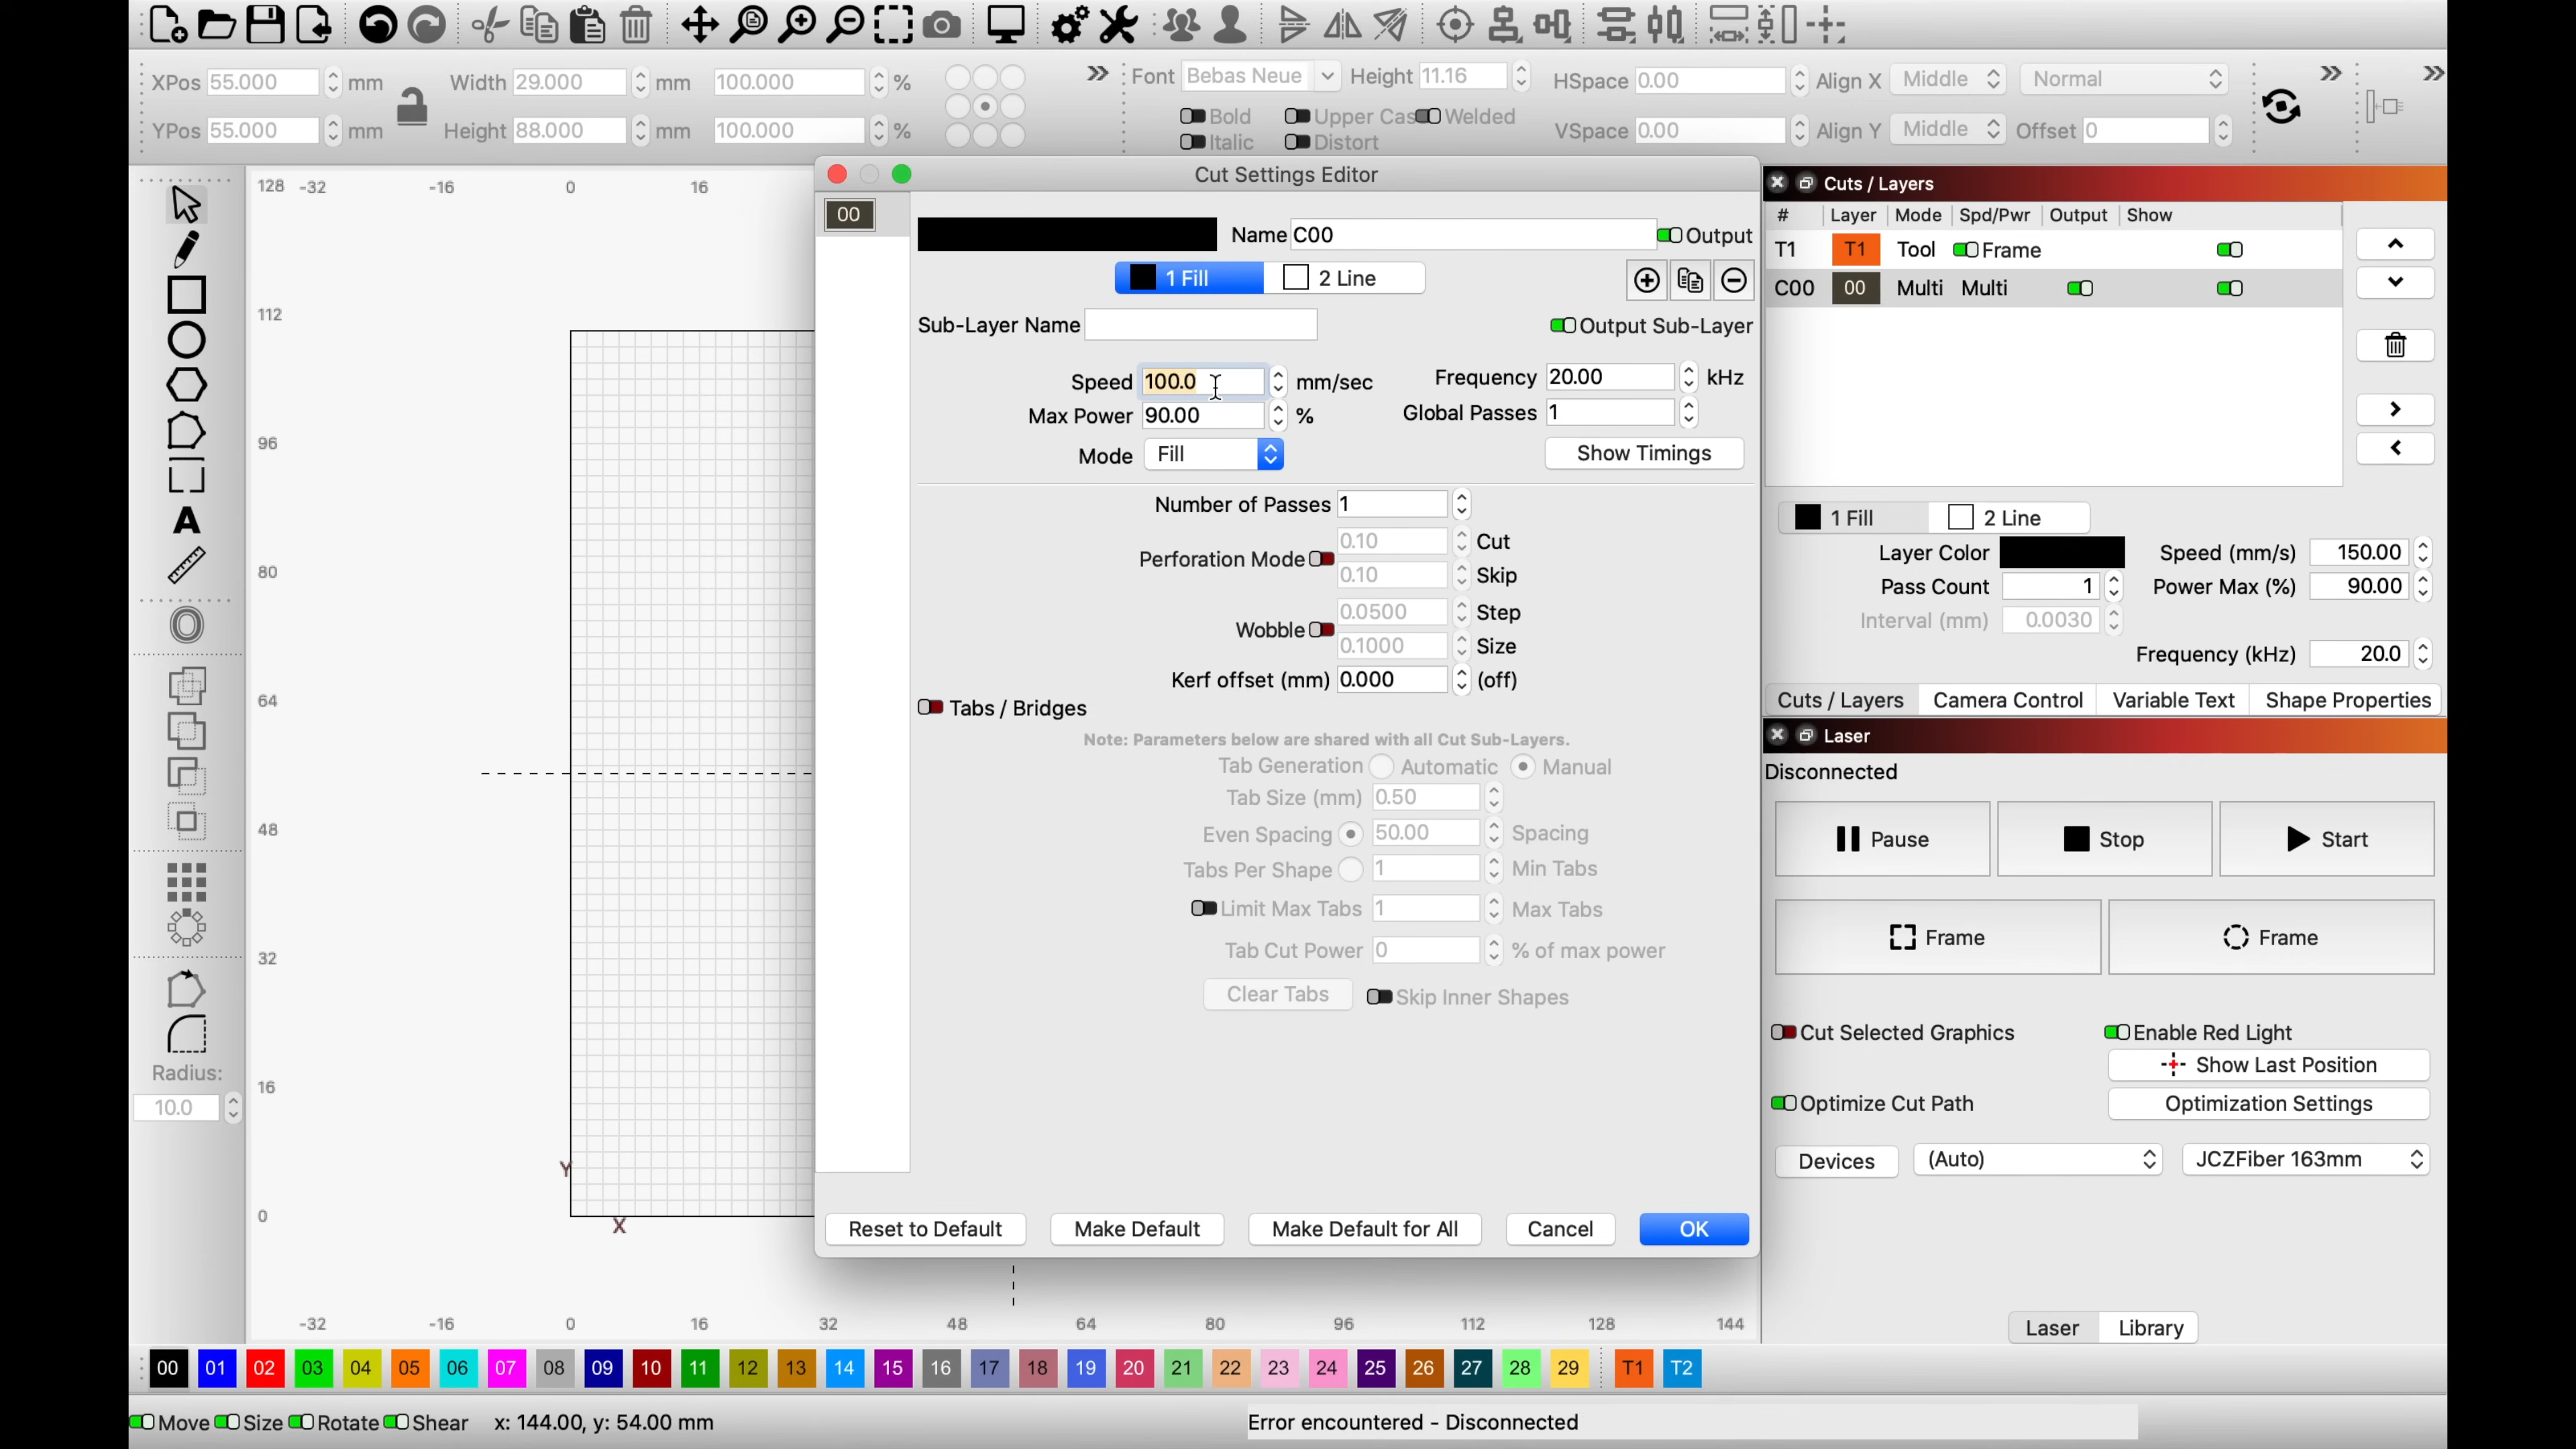 XPos 55.000 mm Width 29.000 mm 100.000 %
YPos 55.000 mm Height 88.000 mm 100.000 %
» Font Bebas Neue Height 11.16 HSpace 0.00 Align X Middle Normal » »
Bold Upper Cas Welded
Italic Distort VSpace 0.00 Align Y Middle Offset 0
Cut Settings Editor
128 -32 -16 0 16
112
96
80
64
48
32
16
0
Y
X
-32 -16 0 16 32 48 64 80 96 112 128 144
A
Radius:
10.0
00
Name C00 Output
1 Fill 2 Line
Sub-Layer Name Output Sub-Layer
Speed 100.0 mm/sec Frequency 20.00 kHz
Max Power 90.00 % Global Passes 1
Mode Fill Show Timings
Number of Passes 1
0.10 Cut
Perforation Mode
0.10 Skip
0.0500 Step
Wobble
0.1000 Size
Kerf offset (mm) 0.000 (off)
Tabs / Bridges
Note: Parameters below are shared with all Cut Sub-Layers.
Tab Generation Automatic Manual
Tab Size (mm) 0.50
Even Spacing 50.00 Spacing
Tabs Per Shape 1 Min Tabs
Limit Max Tabs 1 Max Tabs
Tab Cut Power 0 % of max power
Clear Tabs Skip Inner Shapes
Reset to Default Make Default Make Default for All Cancel OK
Cuts / Layers
# Layer Mode Spd/Pwr Output Show
T1 T1 Tool Frame
C00 00 Multi Multi
1 Fill 2 Line
Layer Color Speed (mm/s) 150.00
Pass Count 1 Power Max (%) 90.00
Interval (mm) 0.0030
Frequency (kHz) 20.0
Cuts / Layers Camera Control Variable Text Shape Properties
Laser
Disconnected
Pause Stop Start
Frame Frame
Cut Selected Graphics Enable Red Light
Show Last Position
Optimize Cut Path Optimization Settings
Devices (Auto) JCZFiber 163mm
Laser Library
00 01 02 03 04 05 06 07 08 09 10 11 12 13 14 15 16 17 18 19 20 21 22 23 24 25 26 27 28 29 T1 T2
Move Size Rotate Shear x: 144.00, y: 54.00 mm Error encountered - Disconnected